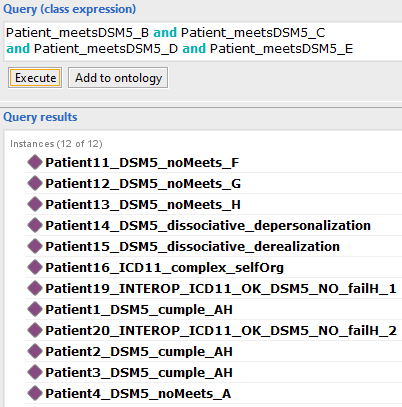 Query (class expression)
Patient_meetsDSM5_B and Patient_meetsDSM5_C
and Patient_meetsDSM5_D and Patient_meetsDSM5_E
Execute Add to ontology
Query results
Instances (12 of 12)
Patient11_DSM5_noMeets_F
Patient12_DSM5_noMeets_G
Patient13_DSM5_noMeets_H
Patient14_DSM5_dissociative_depersonalization
Patient15_DSM5_dissociative_derealization
Patient16_ICD11_complex_selfOrg
Patient19_INTEROP_ICD11_OK_DSM5_NO_failH_1
Patient1_DSM5_cumple_AH
Patient20_INTEROP_ICD11_OK_DSM5_NO_failH_2
Patient2_DSM5_cumple_AH
Patient3_DSM5_cumple_AH
Patient4_DSM5_noMeets_A